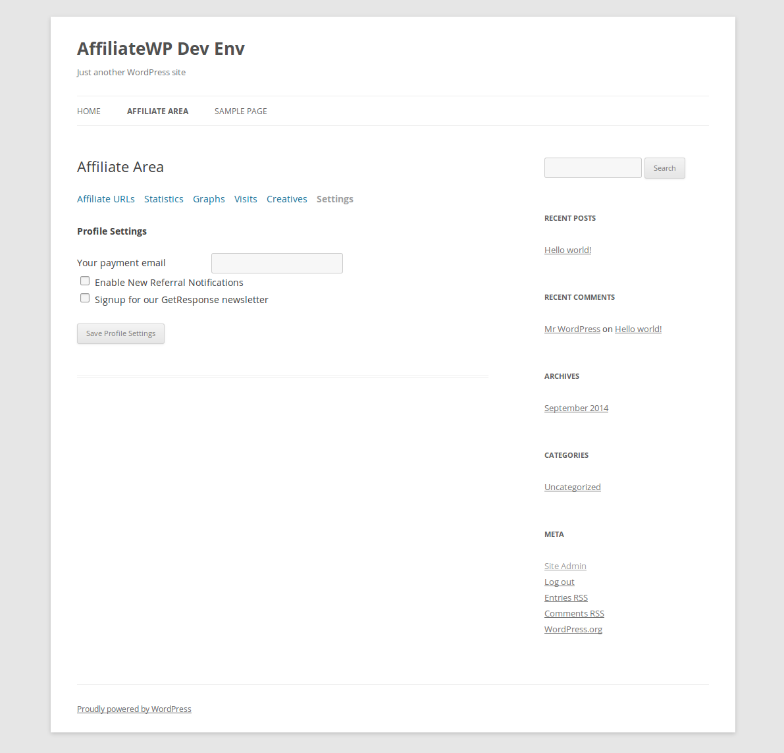 AffiliateWP Dev Env
Just another WordPress site
HOME AFFILIATE AREA SAMPLE PAGE
Affiliate Area
Affiliate URLs Statistics Graphs Visits Creatives Settings
Profile Settings
Your payment email
Enable New Referral Notifications
Signup for our GetResponse newsletter
Save Profile Settings
Search
RECENT POSTS
Hello world!
RECENT COMMENTS
Mr WordPress on Hello world!
ARCHIVES
September 2014
CATEGORIES
Uncategorized
META
Site Admin
Log out
Entries RSS
Comments RSS
WordPress.org
Proudly powered by WordPress